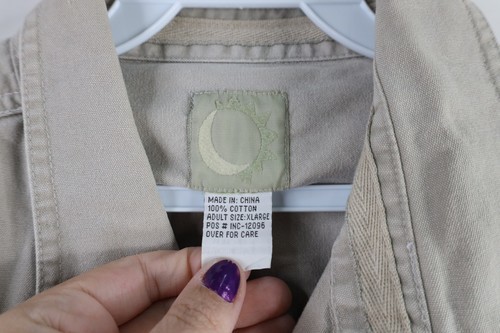 MADE IN: CHINA
100% COTTON
ADULT SIZE: XLARGE
POS # INC-12096
OVER FOR CARE